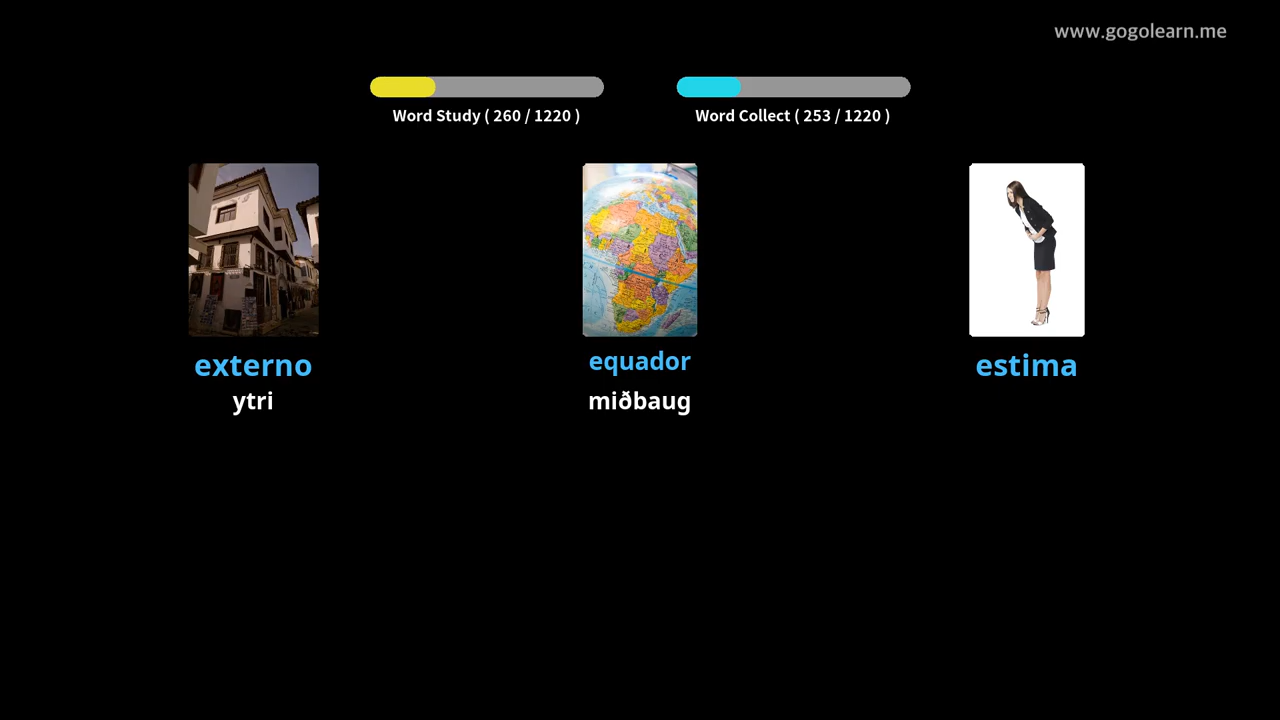 www.gogolearn.me
Word Study ( 260 / 1220 )
Word Collect ( 253 / 1220 )
externo
ytri
equador
miðbaug
estima